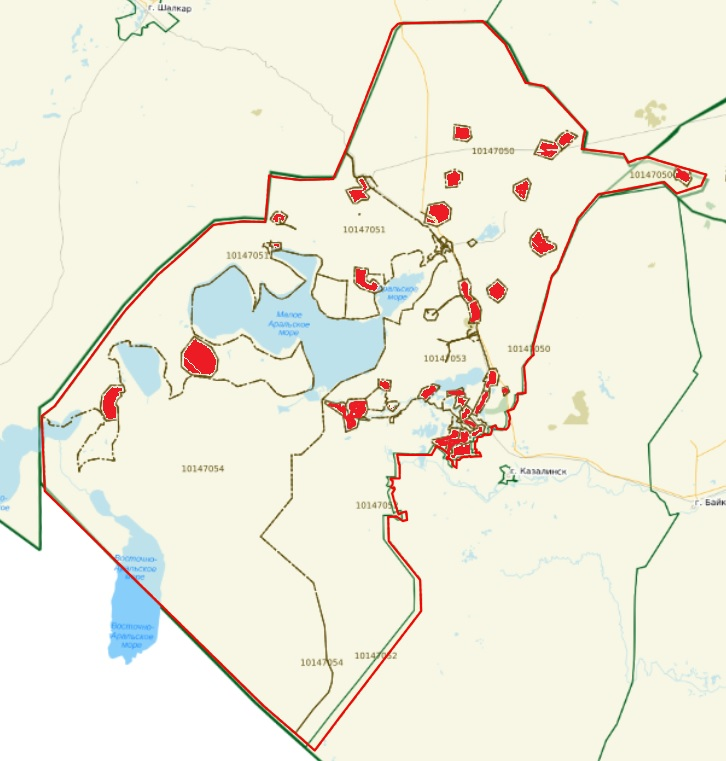 г. Шалкар
10147050
10147050
10147051
10147051
Аральское
море
Малое
Аральское
море
10147050
10147053
10147054
г. Казалинск
г. Байк
Восточно-
Аральское
море
Восточно-
Аральское
море
10147052
10147054